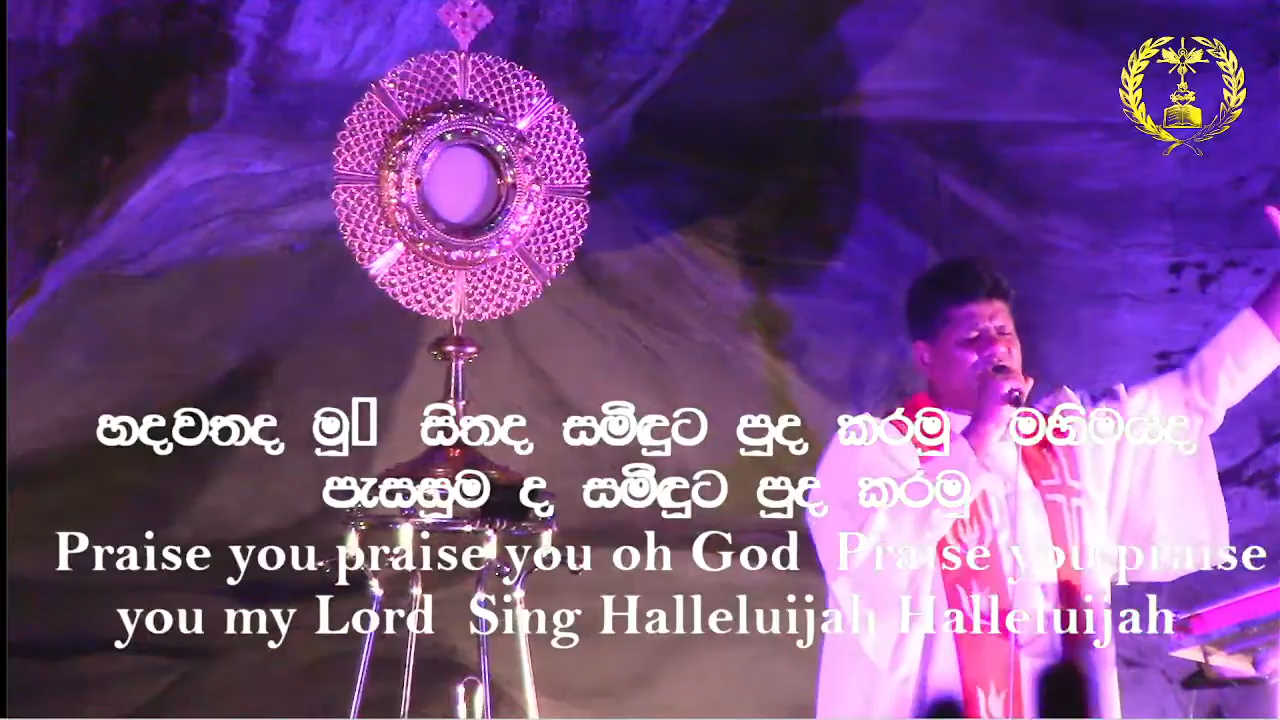 හදවතද සිතද සමිඳුට පුද කරමු මහිමයද
පැසසුම ද සමිඳුට පුද කරමු
Praise you praise you oh God Praise you praise
you my Lord Sing Halleluijah Halleluijah